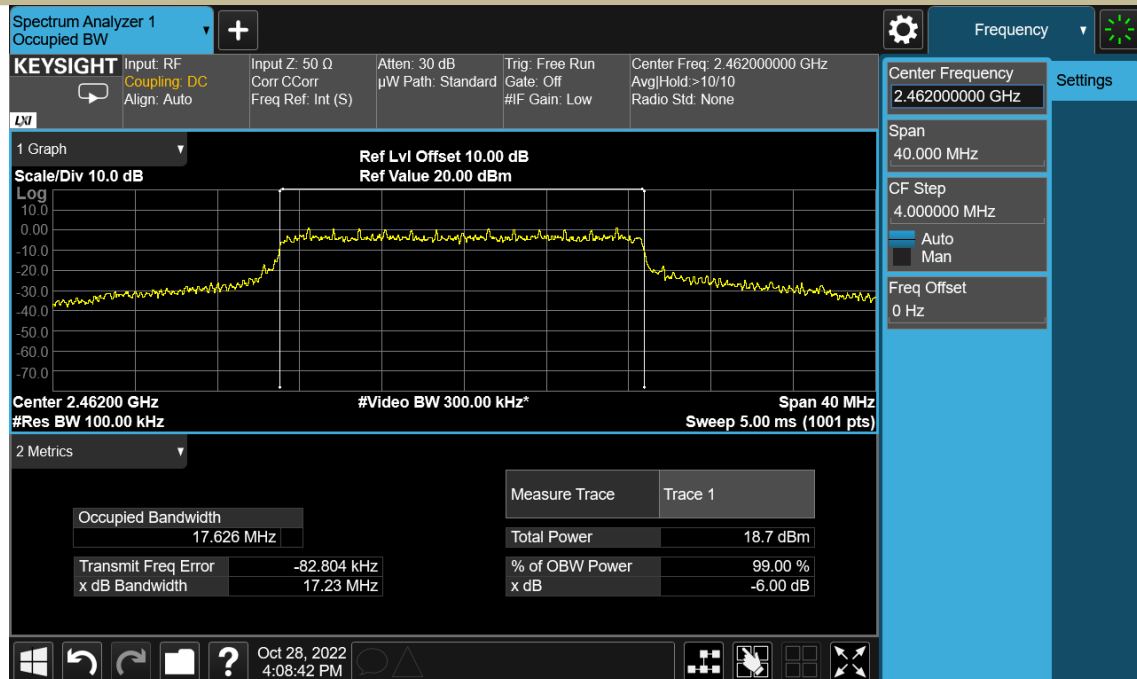 Spectrum Analyzer 1
Occupied BW
+
Frequency
KEYSIGHT
LXI
Input: RF
Coupling: DC
Align: Auto
Input Z: 50 Ω
Corr CCorr
Freq Ref: Int (S)
Atten: 30 dB
µW Path: Standard
Trig: Free Run
Gate: Off
#IF Gain: Low
Center Freq: 2.462000000 GHz
Avg|Hold:>10/10
Radio Std: None
Center Frequency
2.462000000 GHz
Settings
Span
40.000 MHz
CF Step
4.000000 MHz
Auto
Man
Freq Offset
0 Hz
1 Graph
Scale/Div 10.0 dB
Ref Lvl Offset 10.00 dB
Ref Value 20.00 dBm
Log
10.0
0.00
-10.0
-20.0
-30.0
-40.0
-50.0
-60.0
-70.0
Center 2.46200 GHz
#Video BW 300.00 kHz*
Span 40 MHz
#Res BW 100.00 kHz
Sweep 5.00 ms (1001 pts)
2 Metrics
Measure Trace
Trace 1
Occupied Bandwidth
17.626 MHz
Total Power
18.7 dBm
Transmit Freq Error
-82.804 kHz
% of OBW Power
99.00 %
x dB Bandwidth
17.23 MHz
x dB
-6.00 dB
?
Oct 28, 2022
4:08:42 PM